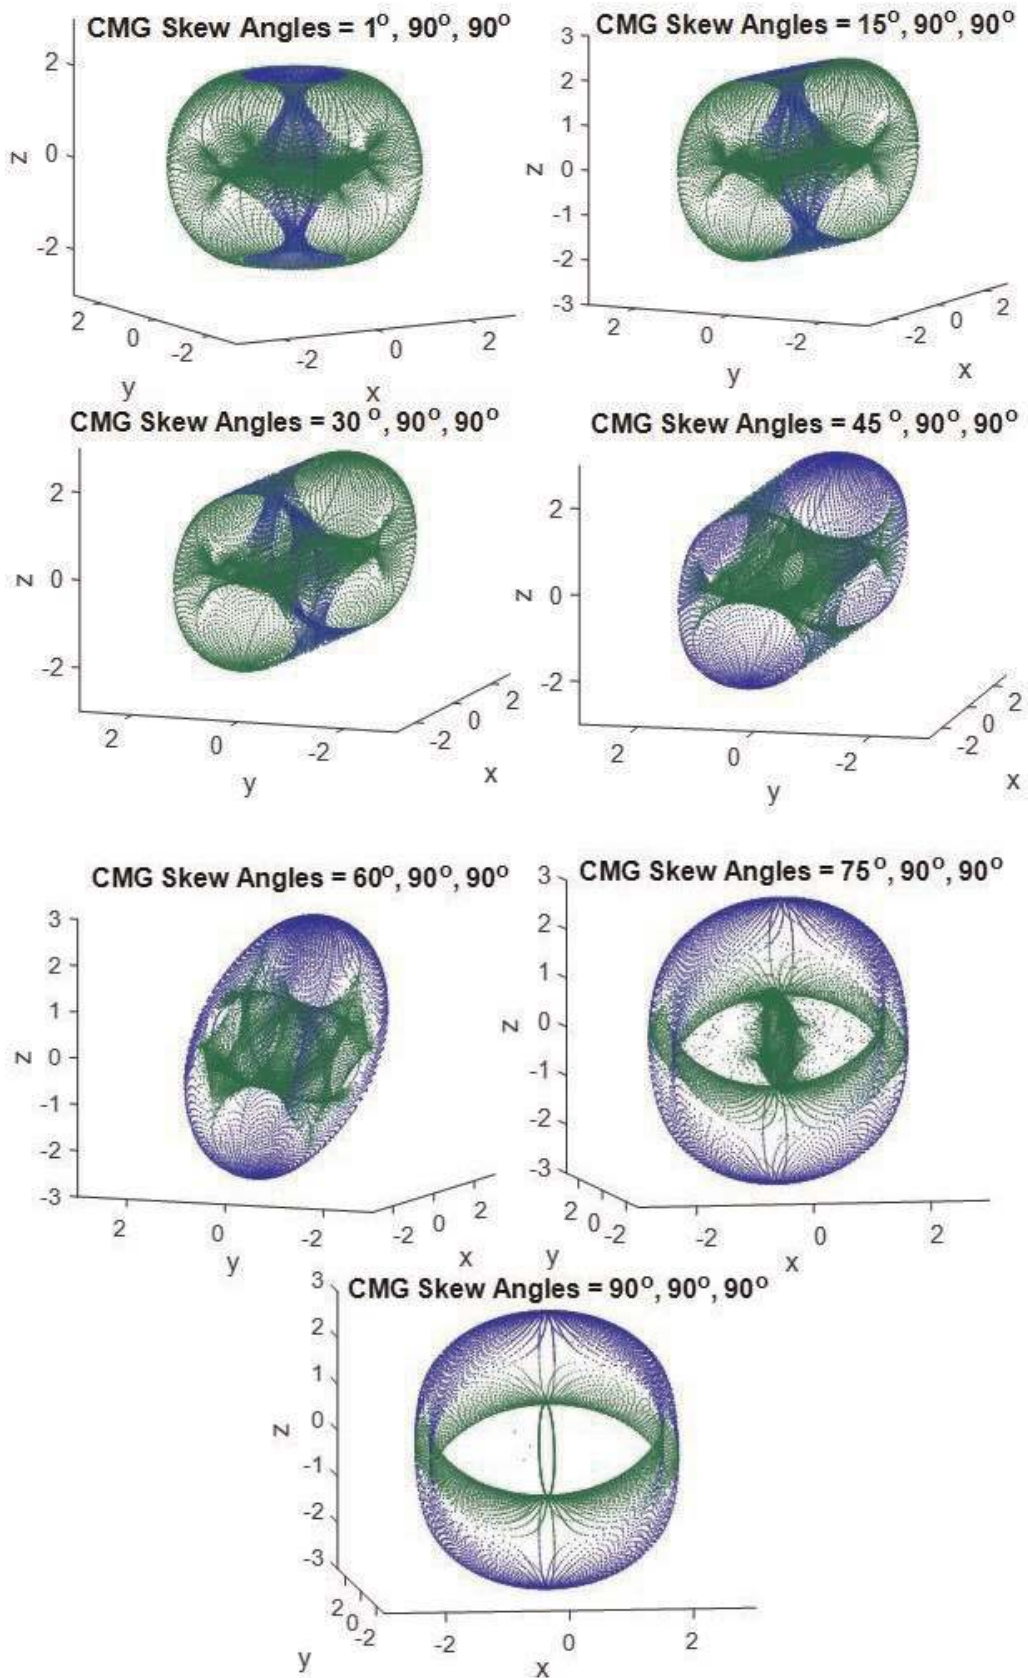 CMG Skew Angles = 1°, 90°, 90°
2
0
-2
z
2
0
-2
y
-2
0
2
x
CMG Skew Angles = 15°, 90°, 90°
3
2
1
0
-1
-2
-3
z
2
0
-2
y
-2
0
2
x
CMG Skew Angles = 30 °, 90°, 90°
2
0
-2
z
2
0
-2
y
-2
0
2
x
CMG Skew Angles = 45 °, 90°, 90°
2
0
-2
z
2
0
-2
y
-2
0
2
x
CMG Skew Angles = 60°, 90°, 90°
3
2
1
0
-1
-2
-3
z
2
0
-2
y
-2
0
2
x
CMG Skew Angles = 75°, 90°, 90°
3
2
1
0
-1
-2
-3
z
2
0
-2
y
-2
0
2
x
CMG Skew Angles = 90°, 90°, 90°
3
2
1
0
-1
-2
-3
z
2
0
-2
y
-2
0
2
x